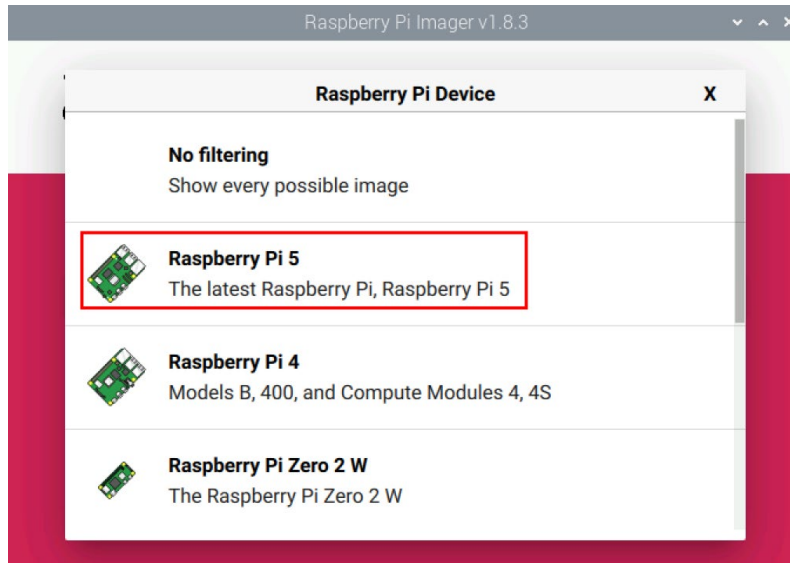 Raspberry Pi Imager v1.8.3
Raspberry Pi Device
X
No filtering
Show every possible image
Raspberry Pi 5
The latest Raspberry Pi, Raspberry Pi 5
Raspberry Pi 4
Models B, 400, and Compute Modules 4, 4S
Raspberry Pi Zero 2 W
The Raspberry Pi Zero 2 W